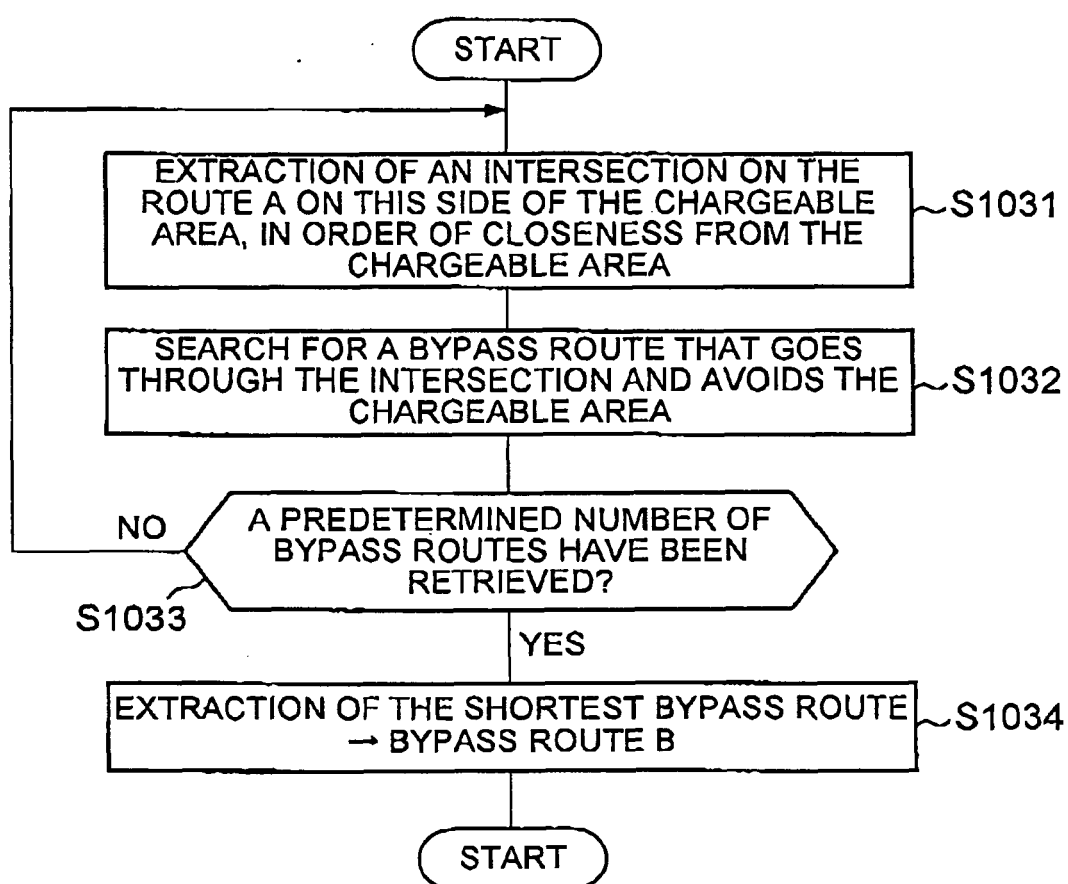 START
EXTRACTION OF AN INTERSECTION ON THE
ROUTE A ON THIS SIDE OF THE CHARGEABLE
AREA, IN ORDER OF CLOSENESS FROM THE
CHARGEABLE AREA
S1031
SEARCH FOR A BYPASS ROUTE THAT GOES
THROUGH THE INTERSECTION AND AVOIDS THE
CHARGEABLE AREA
S1032
NO
A PREDETERMINED NUMBER OF
BYPASS ROUTES HAVE BEEN
RETRIEVED?
S1033
YES
EXTRACTION OF THE SHORTEST BYPASS ROUTE
→ BYPASS ROUTE B
S1034
START